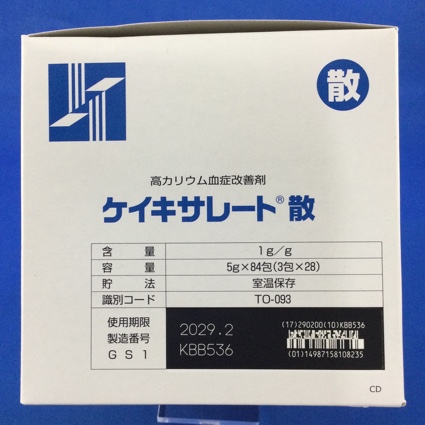 散
高カリウム血症改善剤
ケイキサレート®散
含量 1g/g
容量 5g×84包(3包×28)
貯法 室温保存
識別コード TO-093
使用期限 2029.2
製造番号 KBB536
GS1
(17)290200(10)KBB536
(01)14987158108235
CD